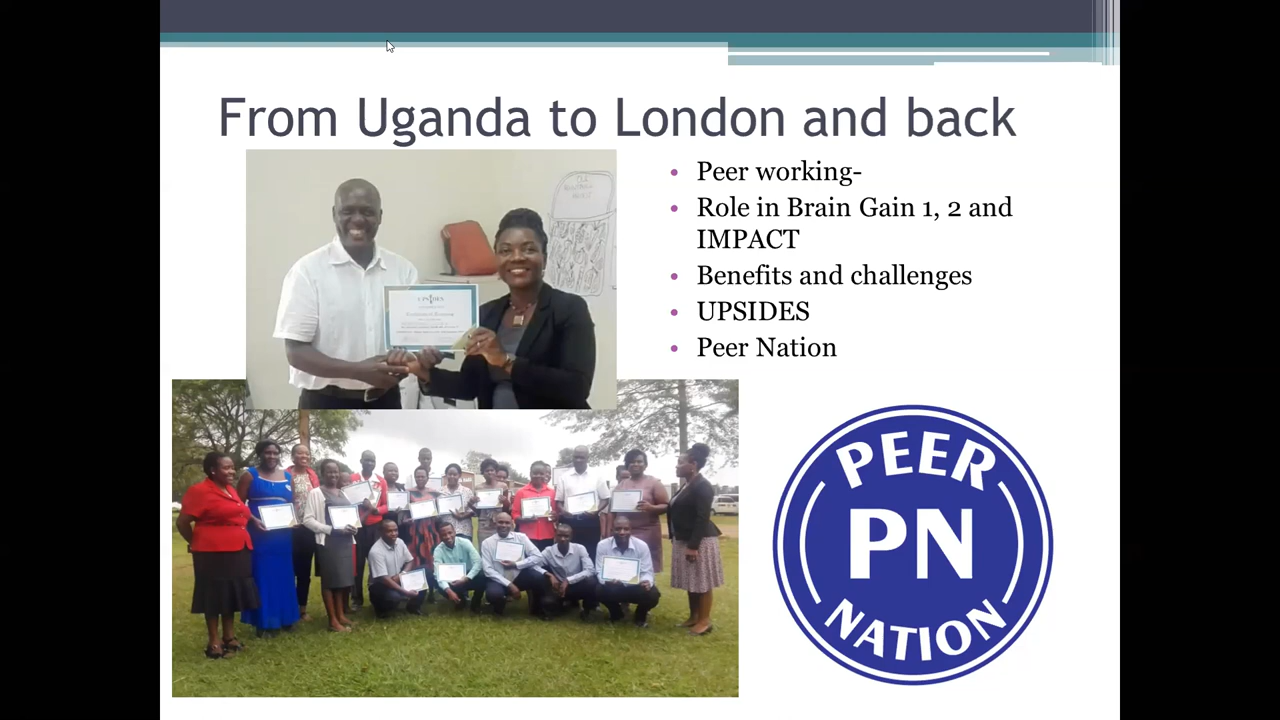 From Uganda to London and back
Peer working-
Role in Brain Gain 1, 2 and
IMPACT
Benefits and challenges
UPSIDES
Peer Nation
UPSIDES
PEER
PN
NATION